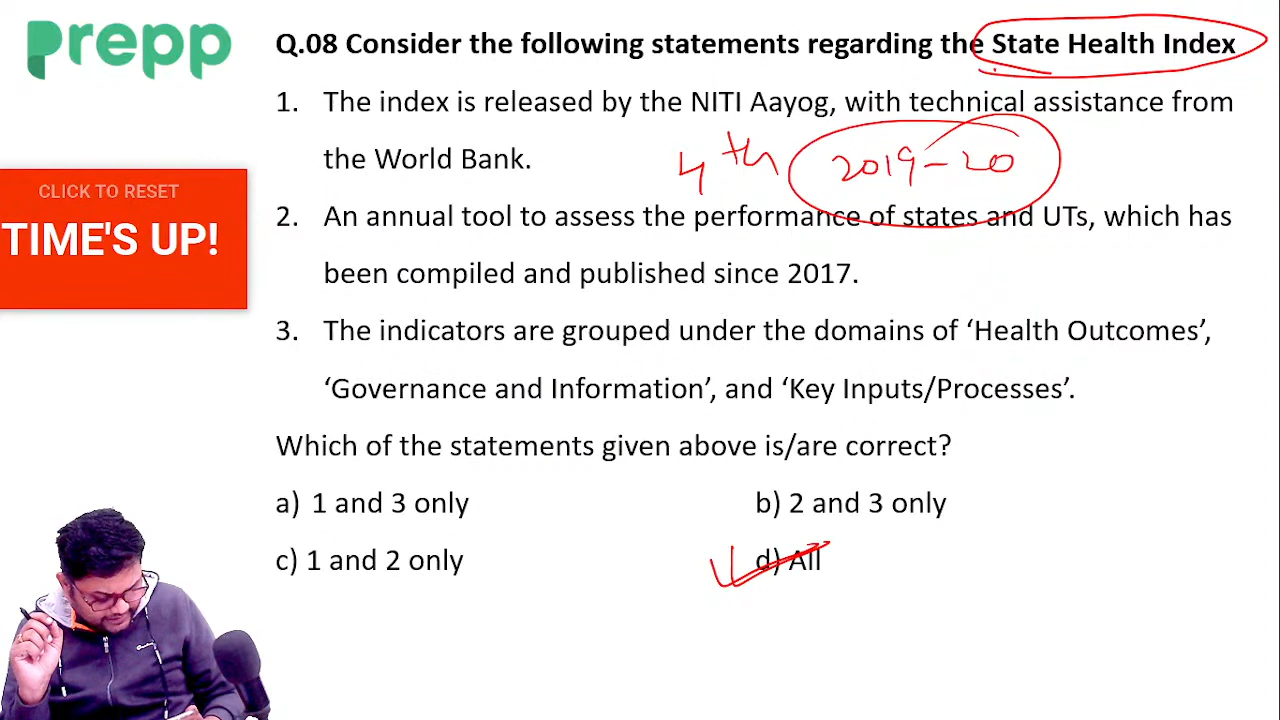 prepp
Q.08 Consider the following statements regarding the State Health Index
1. The index is released by the NITI Aayog, with technical assistance from
the World Bank.
4th 2019-20
CLICK TO RESET
TIME'S UP!
2. An annual tool to assess the performance of states and UTs, which has
been compiled and published since 2017.
3. The indicators are grouped under the domains of ‘Health Outcomes’,
‘Governance and Information’, and ‘Key Inputs/Processes’.
Which of the statements given above is/are correct?
a) 1 and 3 only
b) 2 and 3 only
c) 1 and 2 only
d) All